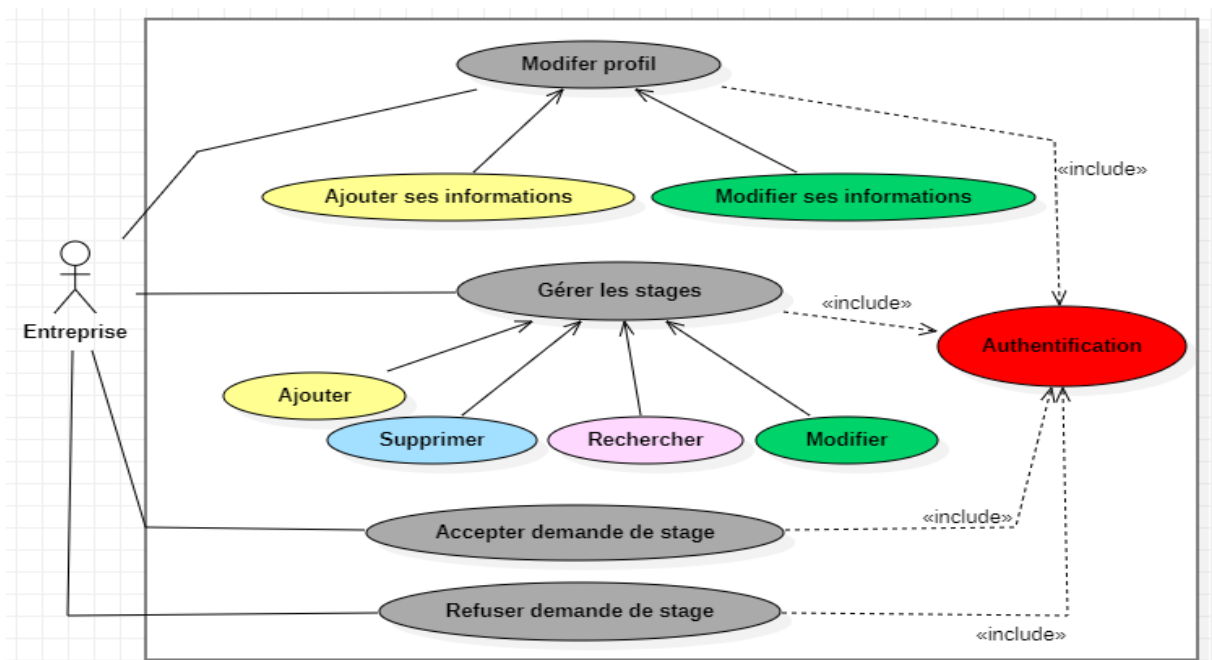 Modifer profil
«include»
Ajouter ses informations
Modifier ses informations
Gérer les stages
«include»
Entreprise
Authentification
Ajouter
Supprimer
Rechercher
Modifier
«include»
Accepter demande de stage
Refuser demande de stage
«include»